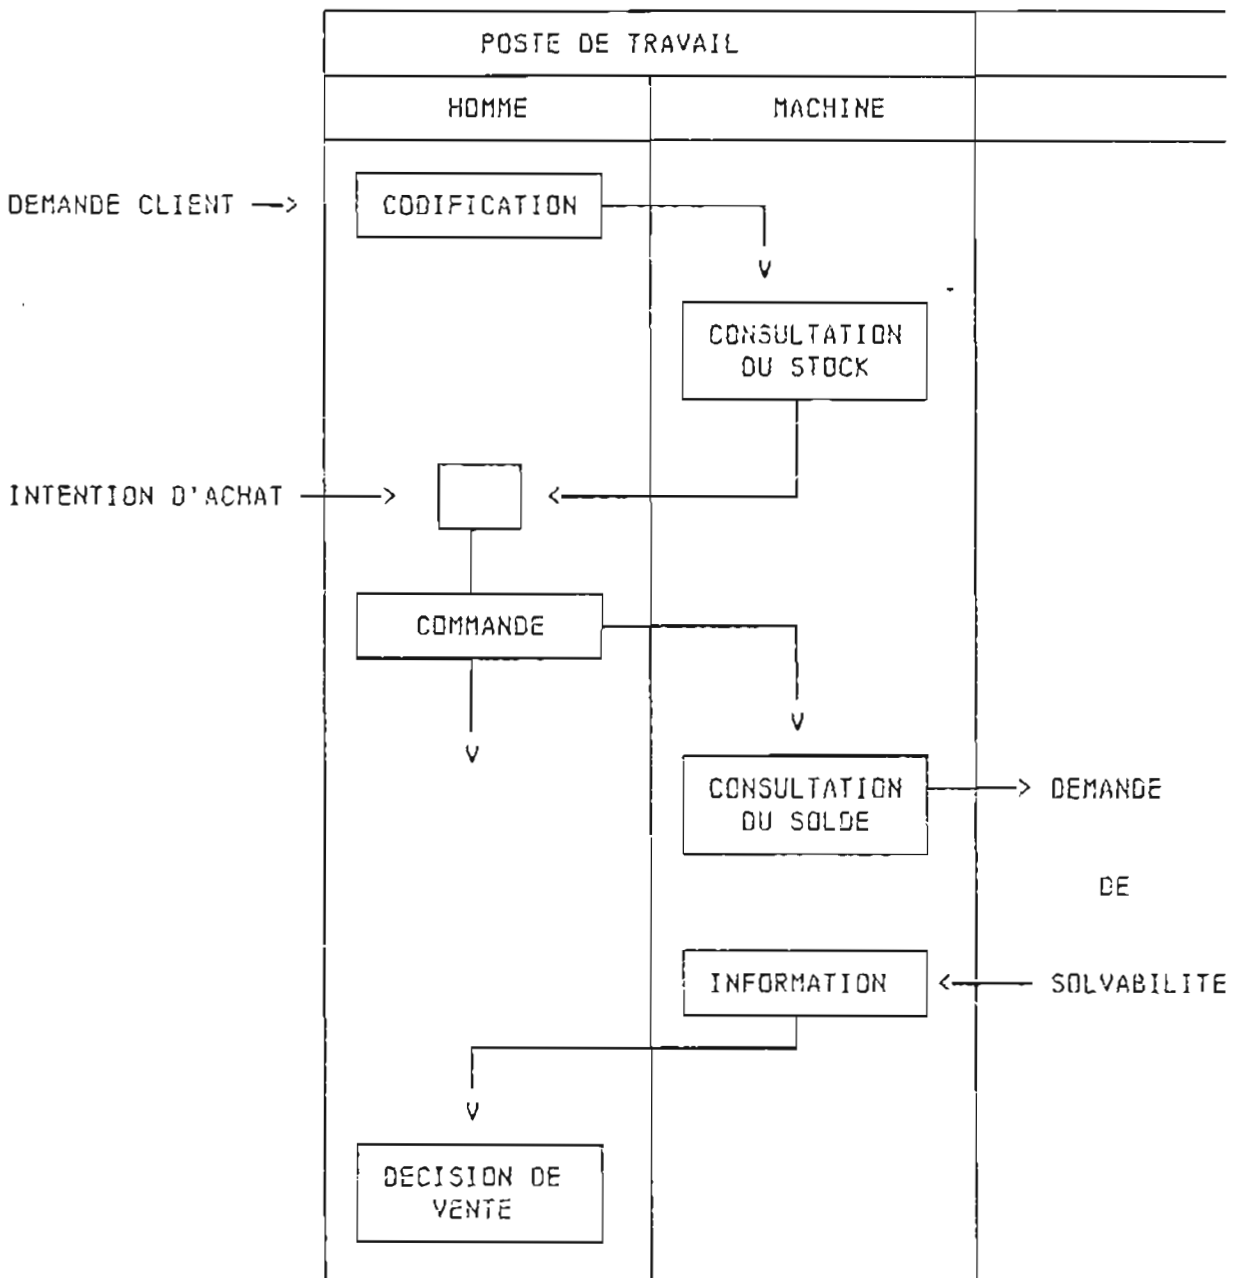 POSTE DE TRAVAIL
HOMME
MACHINE
DEMANDE CLIENT
CODIFICATION
CONSULTATION
DU STOCK
INTENTION D'ACHAT
COMMANDE
CONSULTATION
DU SOLDE
DEMANDE
DE
SOLVABILITE
INFORMATION
DECISION DE
VENTE